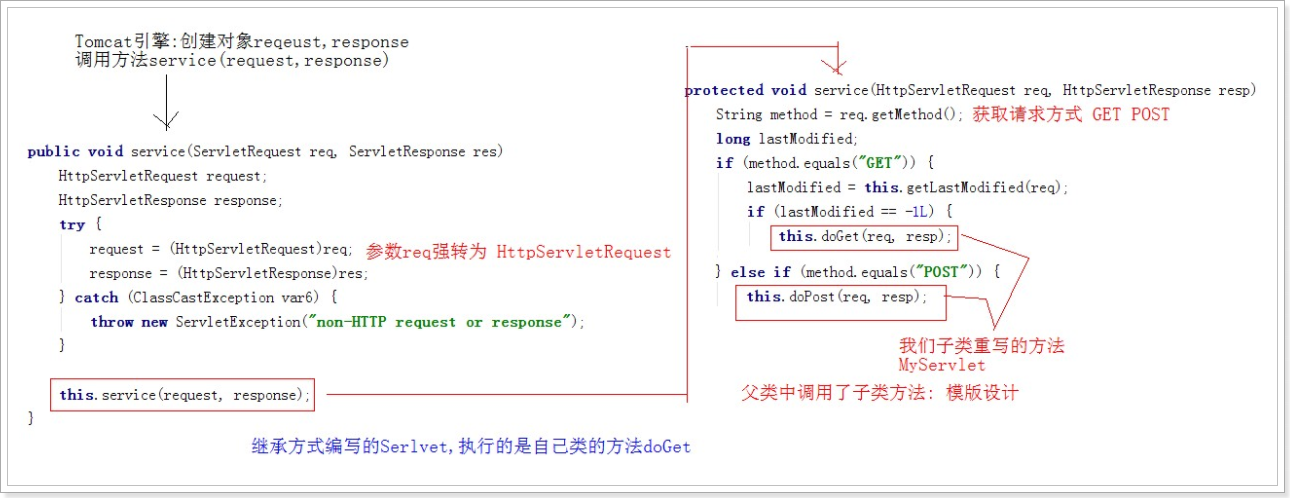 Tomcat引擎:创建对象reqeust,response
调用方法service(request,response)
public void service(ServletRequest req, ServletResponse res)
HttpServletRequest request;
HttpServletResponse response;
try {
request = (HttpServletRequest)req; 参数req强转为 HttpServletRequest
response = (HttpServletResponse)res;
} catch (ClassCastException var6) {
throw new ServletException("non-HTTP request or response");
}
this.service(request, response);
}
protected void service(HttpServletRequest req, HttpServletResponse resp)
String method = req.getMethod(); 获取请求方式 GET POST
long lastModified;
if (method.equals("GET")) {
lastModified = this.getLastModified(req);
if (lastModified == -1L) {
this.doGet(req, resp);
} else if (method.equals("POST")) {
this.doPost(req, resp);
我们子类重写的方法
MyServlet
父类中调用了子类方法: 模版设计
继承方式编写的Serlvet,执行的是自己类的方法doGet